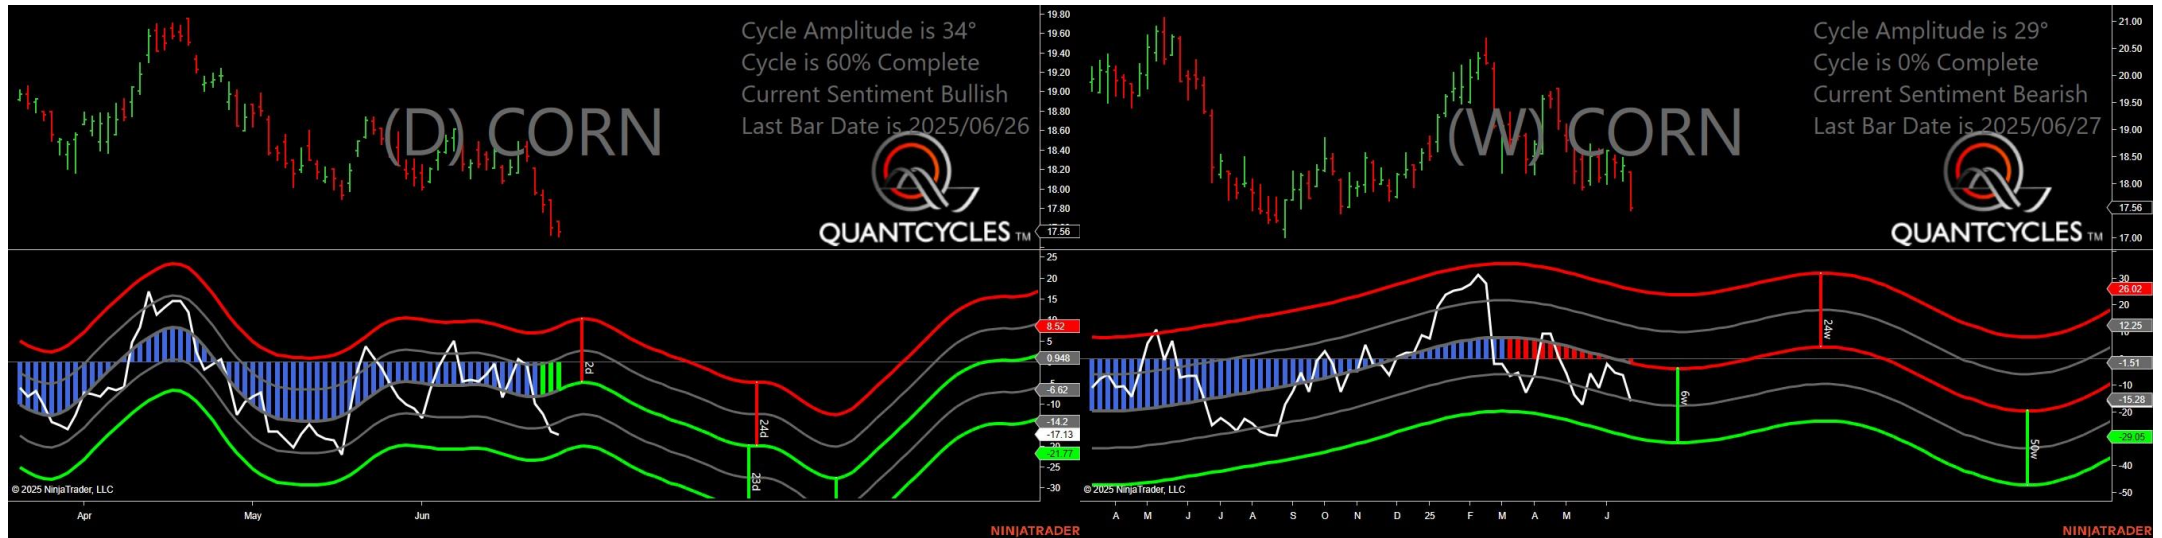 Cycle Amplitude is 34°
Cycle is 60% Complete
Current Sentiment Bullish
Last Bar Date is 2025/06/26
(D) CORN
QUANTCYCLES TM
19.80
19.60
19.40
19.20
19.00
18.80
18.60
18.40
18.20
18.00
17.80
17.56
25
20
15
10
8.52
5
0.948
-6.62
-10
-14.2
-17.13
-21.77
-25
-30
2d
24d
23d
© 2025 NinjaTrader, LLC
Apr May Jun
NINJATRADER
Cycle Amplitude is 29°
Cycle is 0% Complete
Current Sentiment Bearish
Last Bar Date is 2025/06/27
(W) CORN
QUANTCYCLES TM
21.00
20.50
20.00
19.50
19.00
18.50
18.00
17.56
17.00
30
26.02
20
12.25
-1.51
-10
-15.28
-20
-29.05
-40
-50
24w
6w
50w
© 2025 NinjaTrader, LLC
A M J J A S O N D 25 F M A M J
NINJATRADER